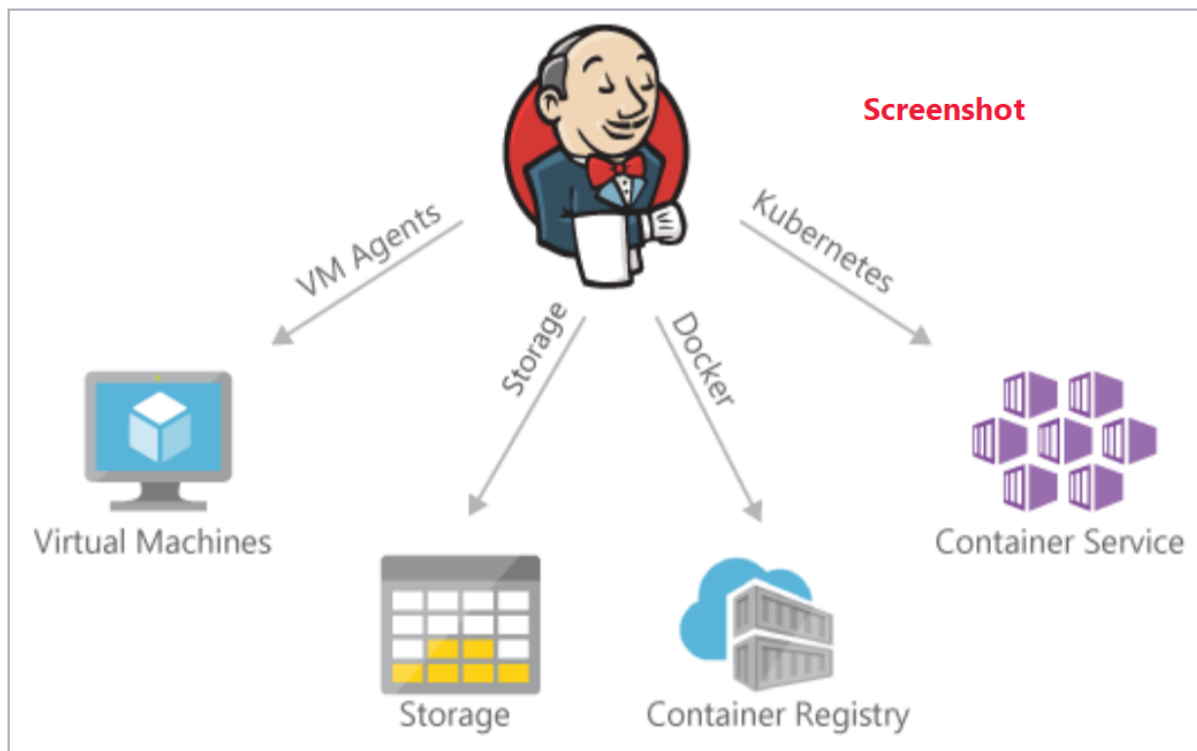 Screenshot
VM Agents
Storage
Docker
Kubernetes
Virtual Machines
Container Service
Storage
Container Registry